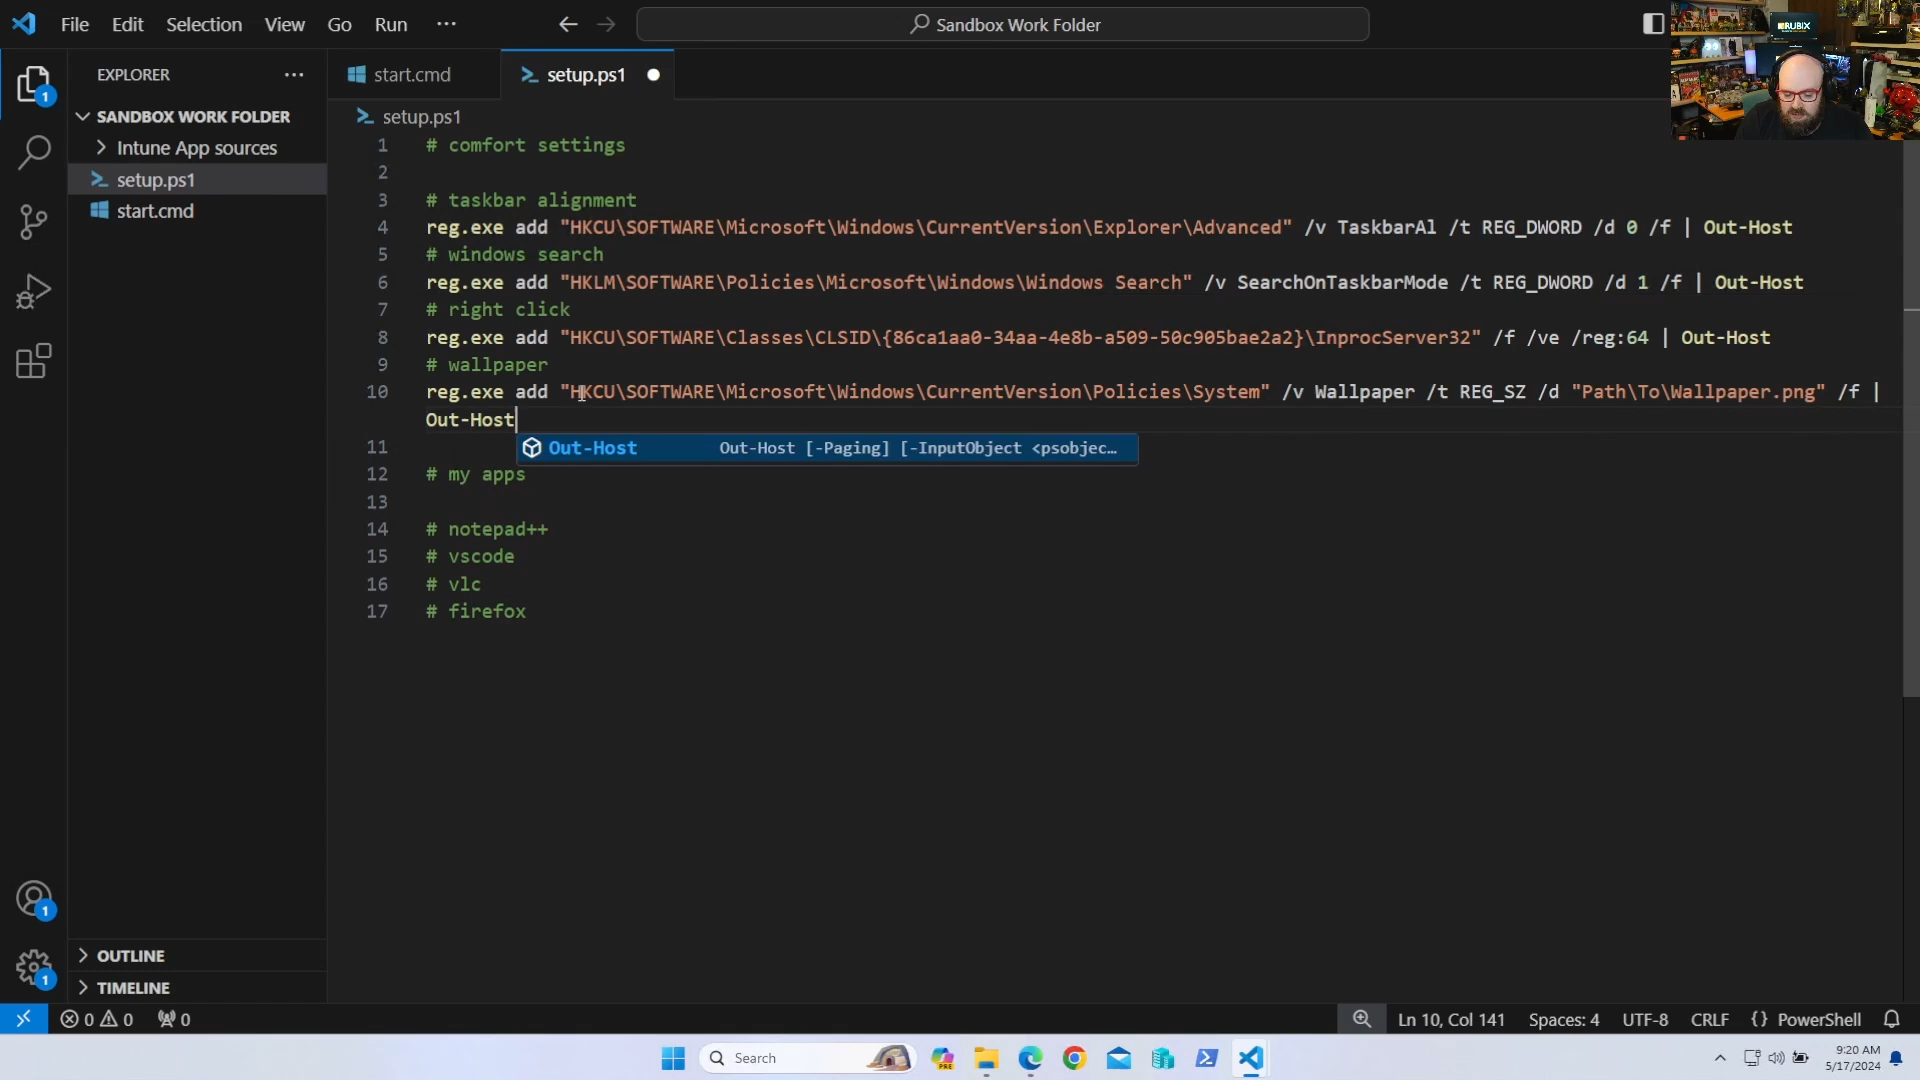 File Edit Selection View Go Run ··· Sandbox Work Folder
RUBIX
EXPLORER ···
start.cmd
setup.ps1
SANDBOX WORK FOLDER
Intune App sources
setup.ps1
start.cmd
setup.ps1
1 # comfort settings
2
3 # taskbar alignment
4 reg.exe add "HKCU\SOFTWARE\Microsoft\Windows\CurrentVersion\Explorer\Advanced" /v TaskbarAl /t REG_DWORD /d 0 /f | Out-Host
5 # windows search
6 reg.exe add "HKLM\SOFTWARE\Policies\Microsoft\Windows\Windows Search" /v SearchOnTaskbarMode /t REG_DWORD /d 1 /f | Out-Host
7 # right click
8 reg.exe add "HKCU\SOFTWARE\Classes\CLSID\{86ca1aa0-34aa-4e8b-a509-50c905bae2a2}\InprocServer32" /f /ve /reg:64 | Out-Host
9 # wallpaper
10 reg.exe add "HKCU\SOFTWARE\Microsoft\Windows\CurrentVersion\Policies\System" /v Wallpaper /t REG_SZ /d "Path\To\Wallpaper.png" /f |
Out-Host
Out-Host Out-Host [-Paging] [-InputObject <psobjec…
11
12 # my apps
13
14 # notepad++
15 # vscode
16 # vlc
17 # firefox
1
1
1
OUTLINE
TIMELINE
0 0 0
Ln 10, Col 141 Spaces: 4 UTF-8 CRLF {} PowerShell
Search
PRE
9:20 AM
5/17/2024